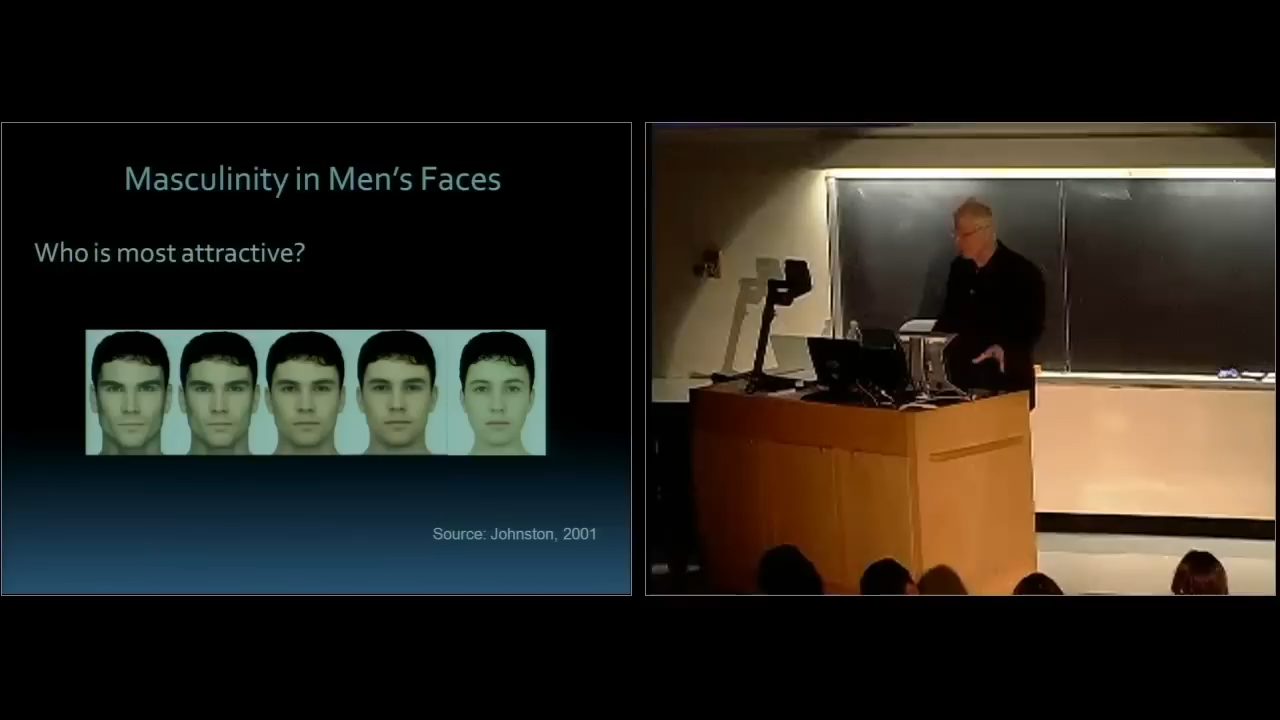 Masculinity in Men's Faces
Who is most attractive?
Source: Johnston, 2001